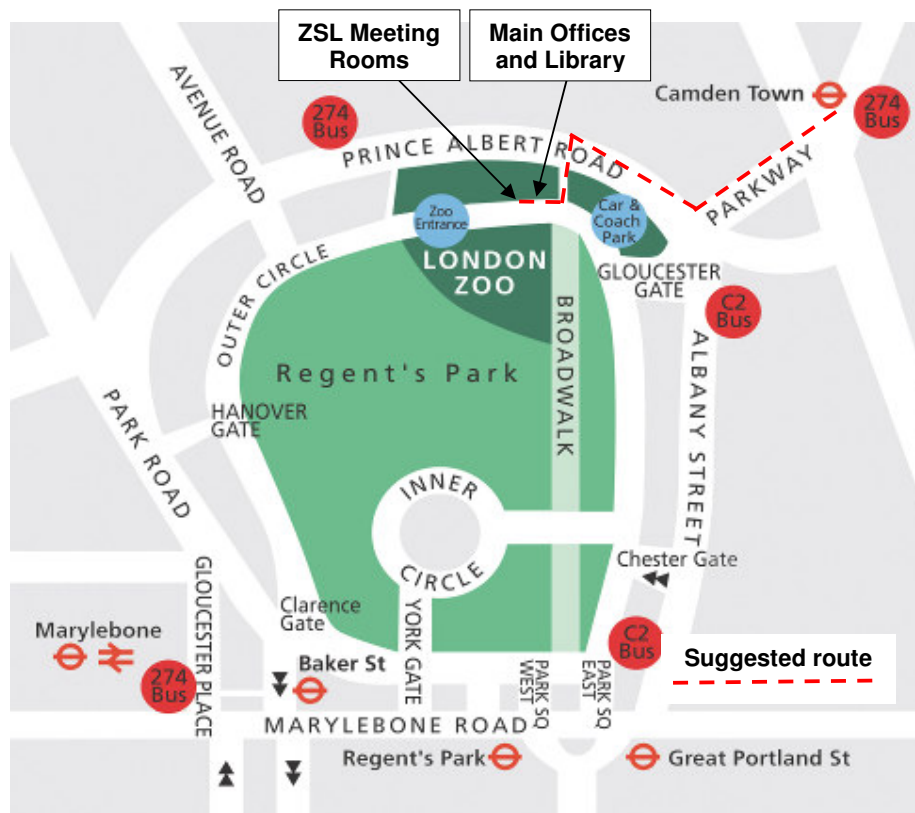 ZSL Meeting
Rooms
Main Offices
and Library
Camden Town
274
Bus
274
Bus
AVENUE ROAD
PRINCE ALBERT ROAD
PARKWAY
Zoo
Entrance
Car &
Coach
Park
LONDON
ZOO
GLOUCESTER
GATE
OUTER CIRCLE
C2
Bus
BROADWALK
ALBANY STREET
Regent's Park
HANOVER
GATE
PARK ROAD
INNER
CIRCLE
Chester Gate
GLOUCESTER PLACE
Clarence
Gate
YORK GATE
Marylebone
C2
Bus
Suggested route
Baker St
274
Bus
PARK SQ
WEST
PARK SQ
EAST
MARYLEBONE ROAD
Regent's Park
Great Portland St